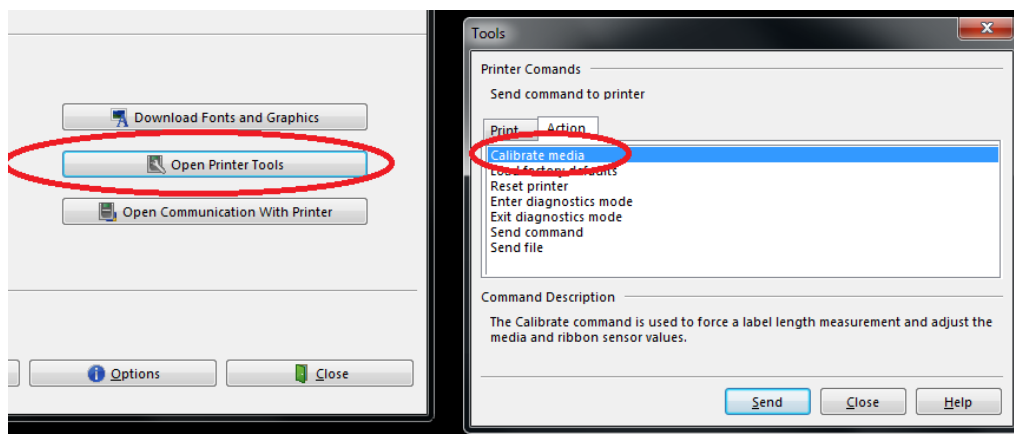 Download Fonts and Graphics
Open Printer Tools
Open Communication With Printer
Options
Close
Tools
X
Printer Comands
Send command to printer
Print
Action
Calibrate media
Load factory defaults
Reset printer
Enter diagnostics mode
Exit diagnostics mode
Send command
Send file
Command Description
The Calibrate command is used to force a label length measurement and adjust the
media and ribbon sensor values.
Send
Close
Help